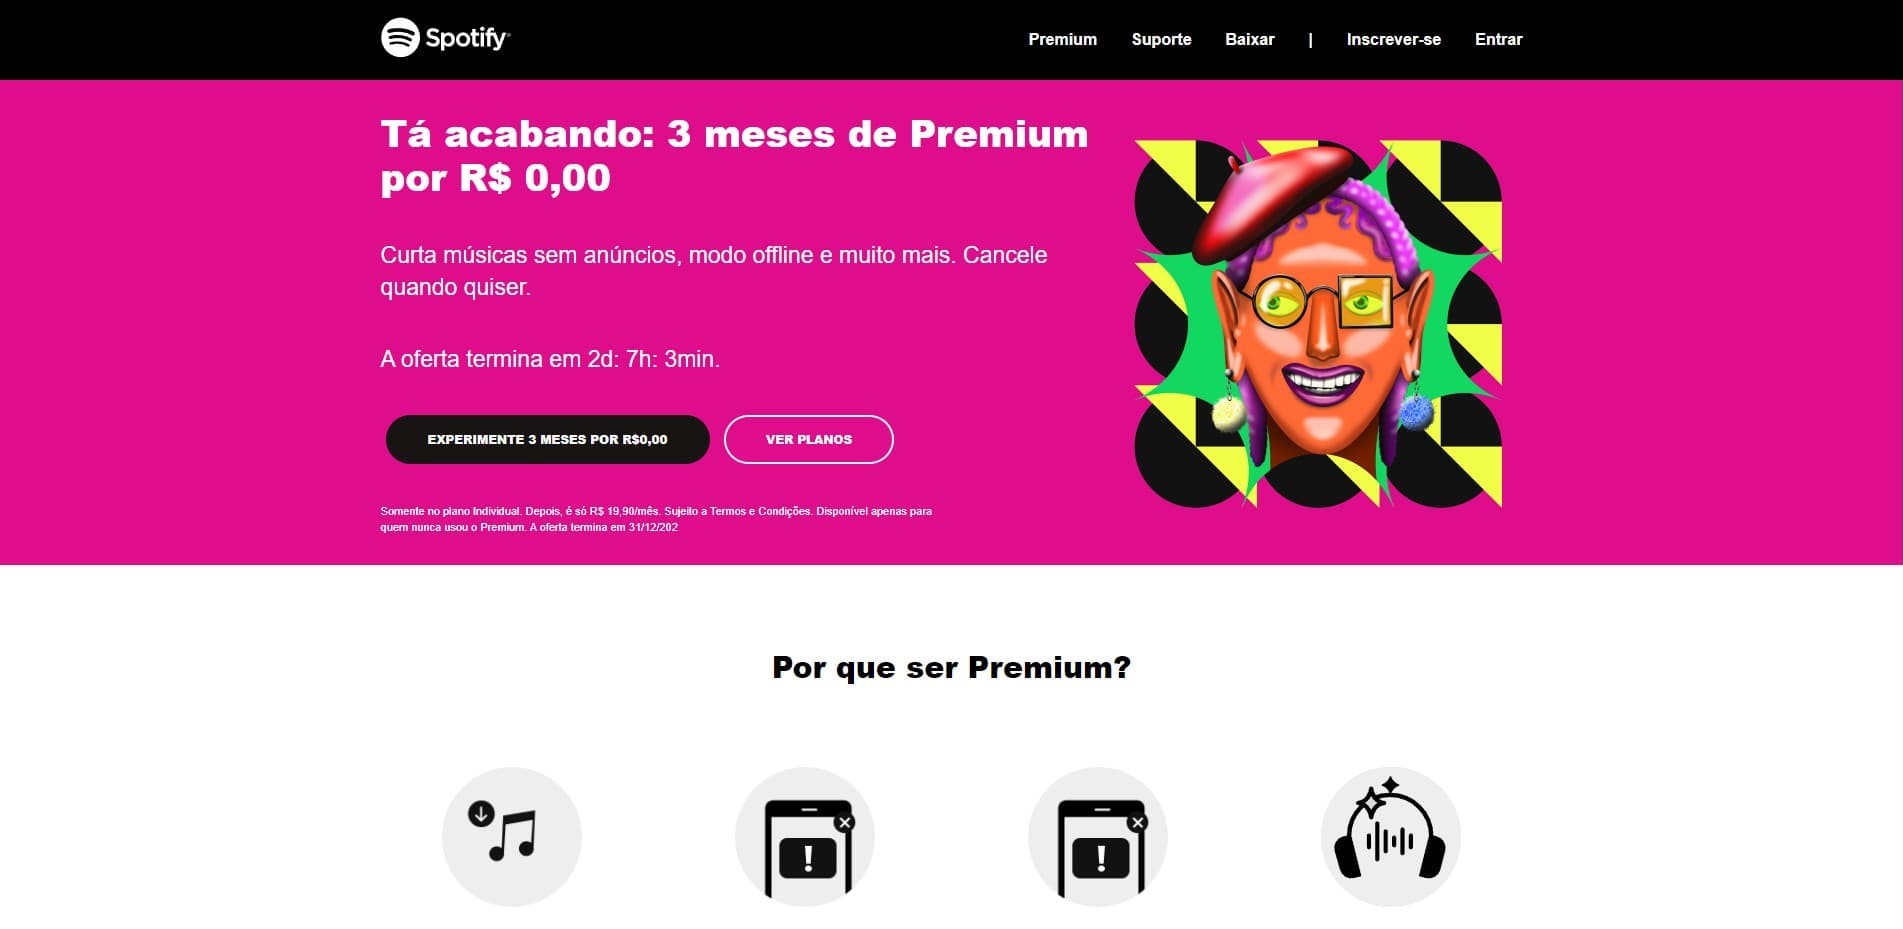 Spotify
Premium Suporte Baixar | Inscrever-se Entrar
Tá acabando: 3 meses de Premium
por R$ 0,00
Curta músicas sem anúncios, modo offline e muito mais. Cancele
quando quiser.
A oferta termina em 2d: 7h: 3min.
EXPERIMENTE 3 MESES POR R$0,00
VER PLANOS
Somente no plano Individual. Depois, é só R$ 19,90/mês. Sujeito a Termos e Condições. Disponível apenas para
quem nunca usou o Premium. A oferta termina em 31/12/202
Por que ser Premium?